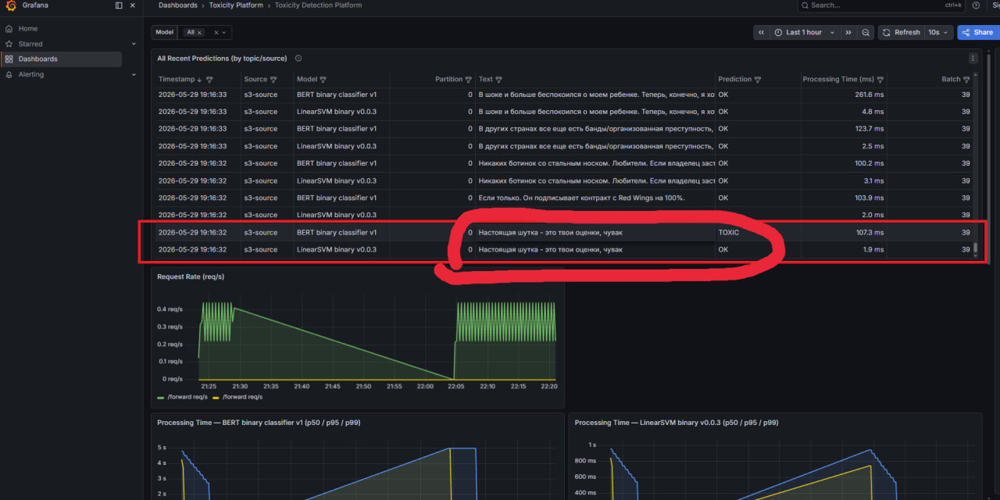 Grafana
Dashboards › Toxicity Platform › Toxicity Detection Platform
Search...
ctrl+k
Home
Starred
Dashboards
Alerting
Model
All ×
Last 1 hour
Refresh
10s
Share
All Recent Predictions (by topic/source)
Timestamp Source Model Partition Text Prediction Processing Time (ms) Batch
2026-05-29 19:16:33 s3-source BERT binary classifier v1 0 В шоке и больше беспокоился о моем ребенке. Теперь, конечно, я хо OK 261.6 ms 39
2026-05-29 19:16:33 s3-source LinearSVM binary v0.0.3 0 В шоке и больше беспокоился о моем ребенке. Теперь, конечно, я хо OK 4.8 ms 39
2026-05-29 19:16:33 s3-source BERT binary classifier v1 0 В других странах все еще есть банды/организованная преступность, OK 123.7 ms 39
2026-05-29 19:16:33 s3-source LinearSVM binary v0.0.3 0 В других странах все еще есть банды/организованная преступность, OK 2.5 ms 39
2026-05-29 19:16:32 s3-source BERT binary classifier v1 0 Никаких ботинок со стальным носком. Любители. Если владелец заст OK 100.2 ms 39
2026-05-29 19:16:32 s3-source LinearSVM binary v0.0.3 0 Никаких ботинок со стальным носком. Любители. Если владелец заст OK 3.1 ms 39
2026-05-29 19:16:32 s3-source BERT binary classifier v1 0 Если только. Он подписывает контракт с Red Wings на 100%. OK 103.9 ms 39
2026-05-29 19:16:32 s3-source LinearSVM binary v0.0.3 2.0 ms 39
2026-05-29 19:16:32 s3-source BERT binary classifier v1 0 Настоящая шутка - это твои оценки, чувак TOXIC 107.3 ms 39
2026-05-29 19:16:32 s3-source LinearSVM binary v0.0.3 0 Настоящая шутка - это твои оценки, чувак OK 1.9 ms 39
Request Rate (req/s)
0.4 req/s
0.3 req/s
0.2 req/s
0.1 req/s
0 req/s
21:25 21:30 21:35 21:40 21:45 21:50 21:55 22:00 22:05 22:10 22:15 22:20
/forward req/s /forward req/s
Processing Time — BERT binary classifier v1 (p50 / p95 / p99)
5 s
4 s
3 s
2 s
Processing Time — LinearSVM binary v0.0.3 (p50 / p95 / p99)
1 s
800 ms
600 ms
400 ms